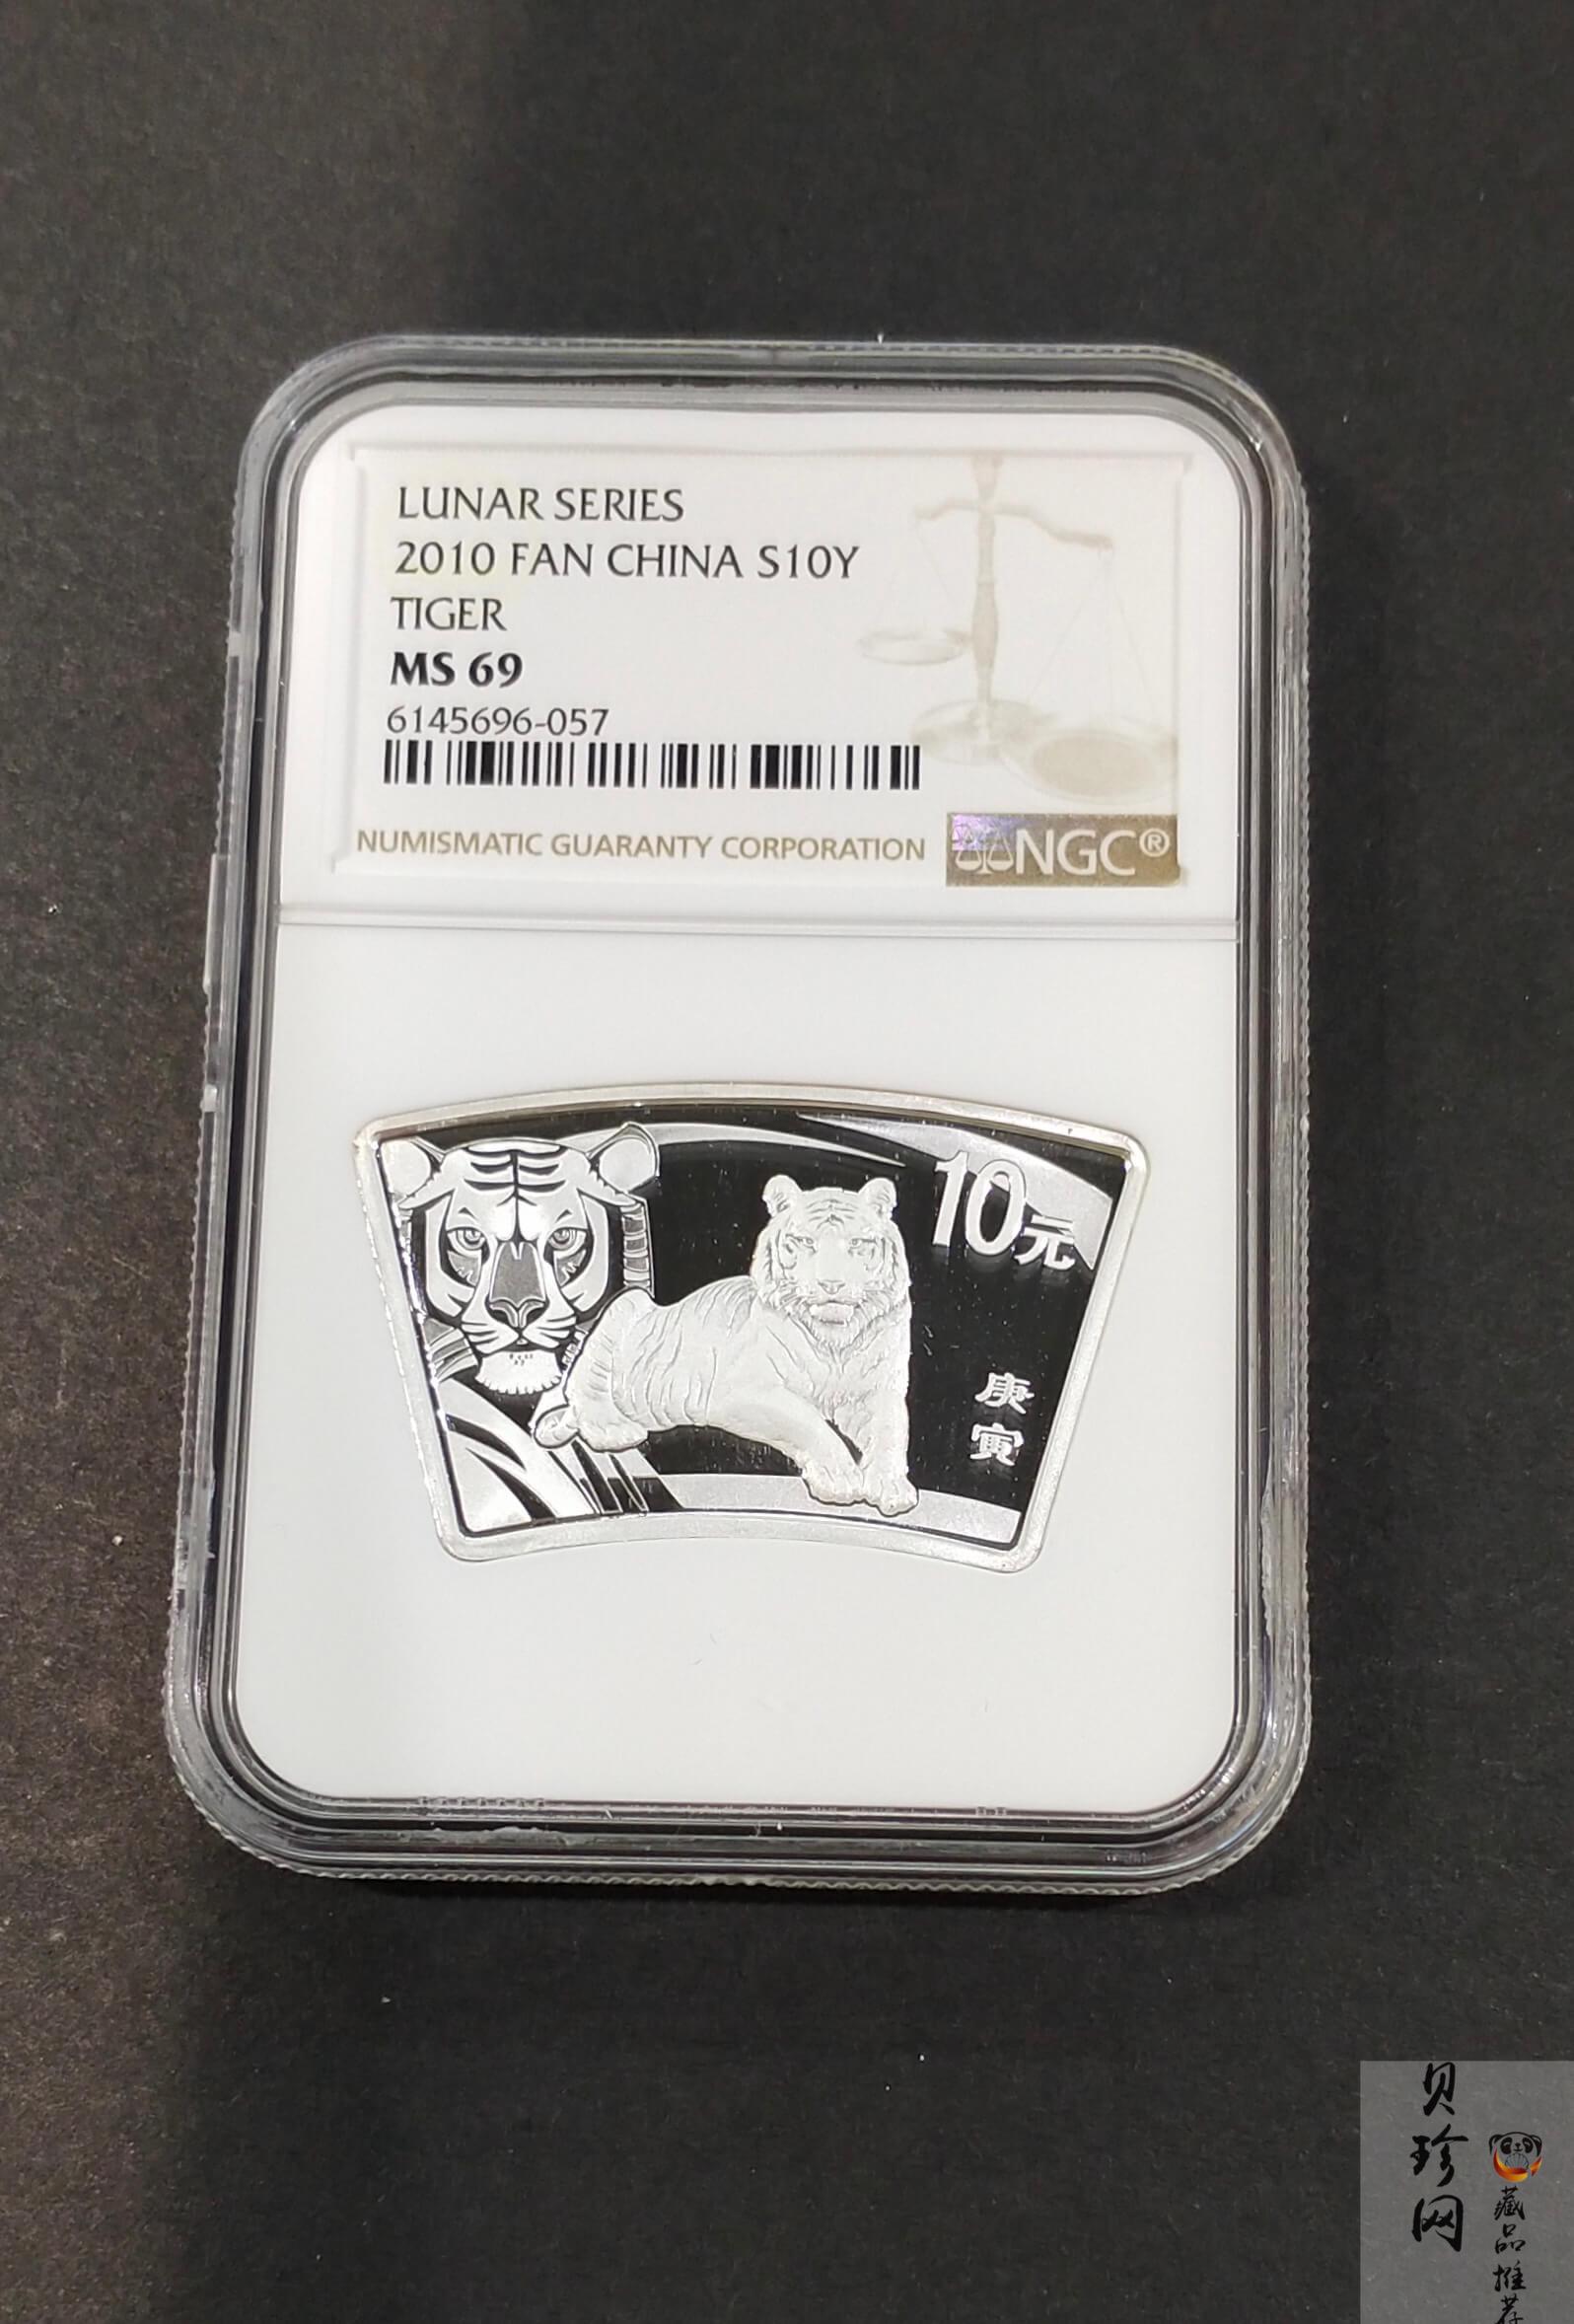 LUNAR SERIES
2010 FAN CHINA S10Y
TIGER
MS 69
6145696-057
NUMISMATIC GUARANTY CORPORATION
NGC®
10元
庚寅
贝珍网
藏品推荐